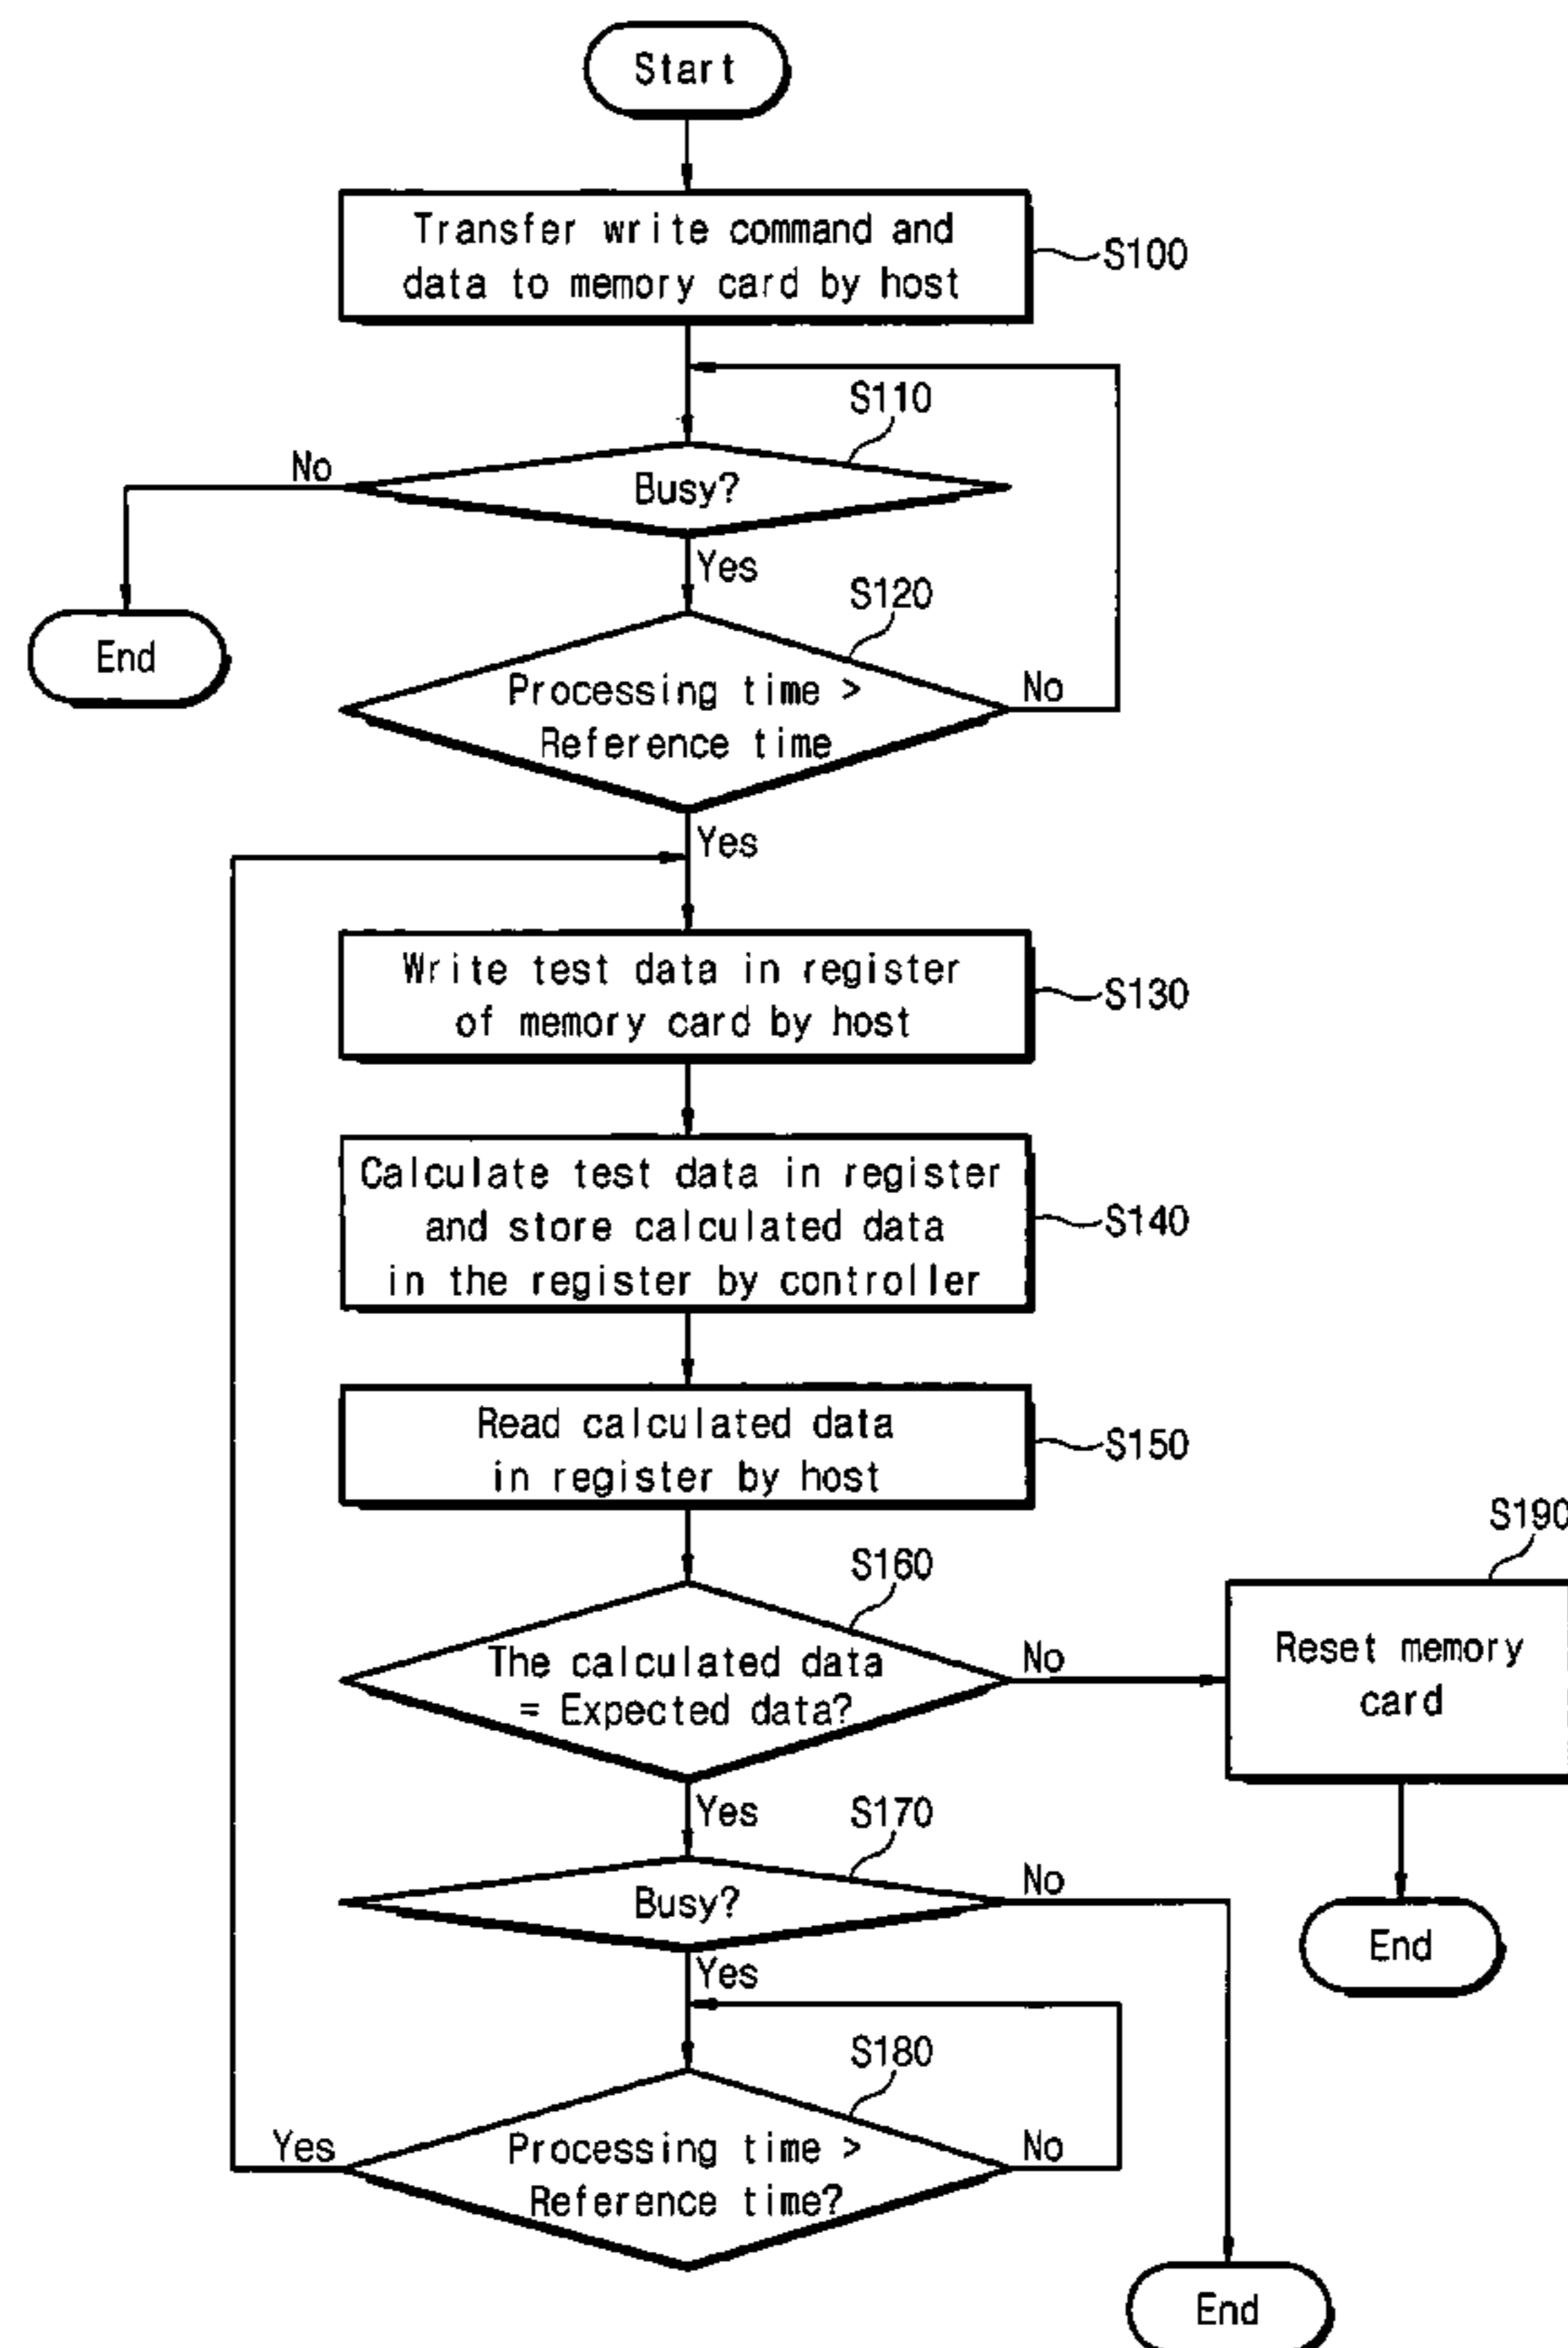 Start
Transfer write command and
data to memory card by host
S100
S110
No
Busy?
Yes
End
S120
Processing time >
Reference time
No
Yes
Write test data in register
of memory card by host
S130
Calculate test data in register
and store calculated data
in the register by controller
S140
Read calculated data
in register by host
S150
S190
S160
The calculated data
= Expected data?
No
Reset memory
card
Yes
S170
Busy?
No
End
Yes
S180
Yes
Processing time >
Reference time?
No
End